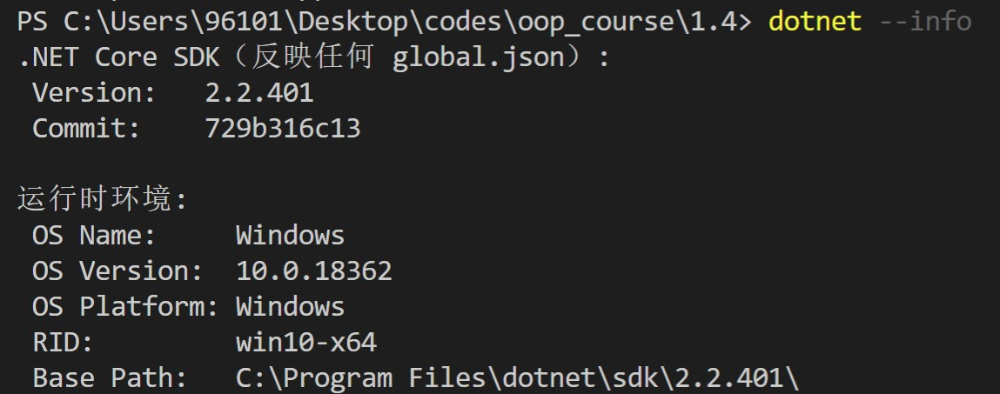 PS C:\Users\96101\Desktop\codes\oop_course\1.4> dotnet --info
.NET Core SDK（反映任何 global.json）:
Version:   2.2.401
Commit:    729b316c13
运行时环境:
OS Name:     Windows
OS Version:  10.0.18362
OS Platform: Windows
RID:         win10-x64
Base Path:   C:\Program Files\dotnet\sdk\2.2.401\